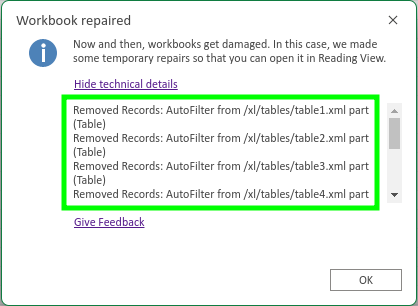 Workbook repaired
Now and then, workbooks get damaged. In this case, we made
some temporary repairs so that you can open it in Reading View.
Hide technical details
Removed Records: AutoFilter from /xl/tables/table1.xml part
(Table)
Removed Records: AutoFilter from /xl/tables/table2.xml part
(Table)
Removed Records: AutoFilter from /xl/tables/table3.xml part
(Table)
Removed Records: AutoFilter from /xl/tables/table4.xml part
Give Feedback
OK